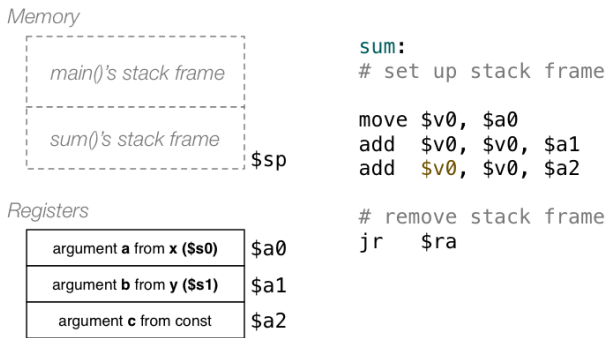 Memory
main()'s stack frame
sum()'s stack frame
$sp
Registers
argument a from x ($s0) $a0
argument b from y ($s1) $a1
argument c from const $a2
sum:
# set up stack frame
move $v0, $a0
add $v0, $v0, $a1
add $v0, $v0, $a2
# remove stack frame
jr $ra